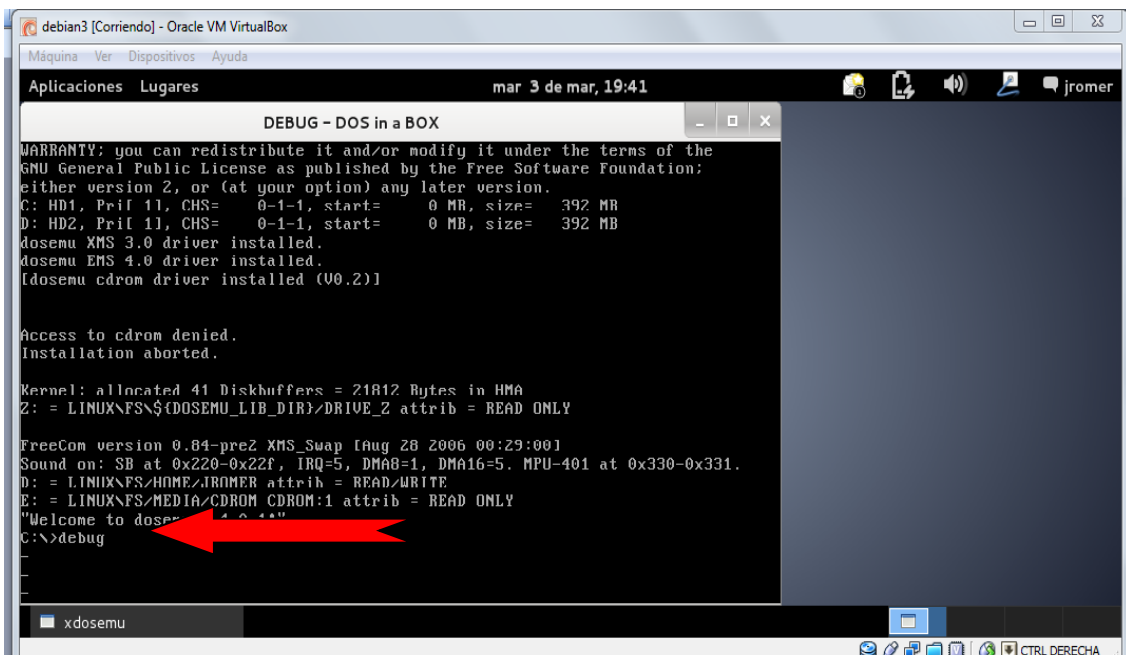 debian3 [Corriendo] - Oracle VM VirtualBox
Máquina Ver Dispositivos Ayuda
Aplicaciones Lugares mar 3 de mar, 19:41 1 jromer
DEBUG - DOS in a BOX
WARRANTY; you can redistribute it and/or modify it under the terms of the
GNU General Public License as published by the Free Software Foundation;
either version 2, or (at your option) any later version.
C: HD1, Pri[ 1], CHS= 0-1-1, start= 0 MB, size= 392 MB
D: HD2, Pri[ 1], CHS= 0-1-1, start= 0 MB, size= 392 MB
dosemu XMS 3.0 driver installed.
dosemu EMS 4.0 driver installed.
[dosemu cdrom driver installed (V0.2)]
Access to cdrom denied.
Installation aborted.
Kernel: allocated 41 Diskbuffers = 21812 Bytes in HMA
Z: = LINUX\FS\${DOSEMU_LIB_DIR}/DRIVE_Z attrib = READ ONLY
FreeCom version 0.84-pre2 XMS_Swap [Aug 28 2006 00:29:00]
Sound on: SB at 0x220-0x22f, IRQ=5, DMA8=1, DMA16=5. MPU-401 at 0x330-0x331.
D: = LINUX\FS/HOME/JROMER attrib = READ/WRITE
E: = LINUX\FS/MEDIA/CDROM CDROM:1 attrib = READ ONLY
"Welcome to
C:\>debug
-
-
-
xdosemu
CTRL DERECHA